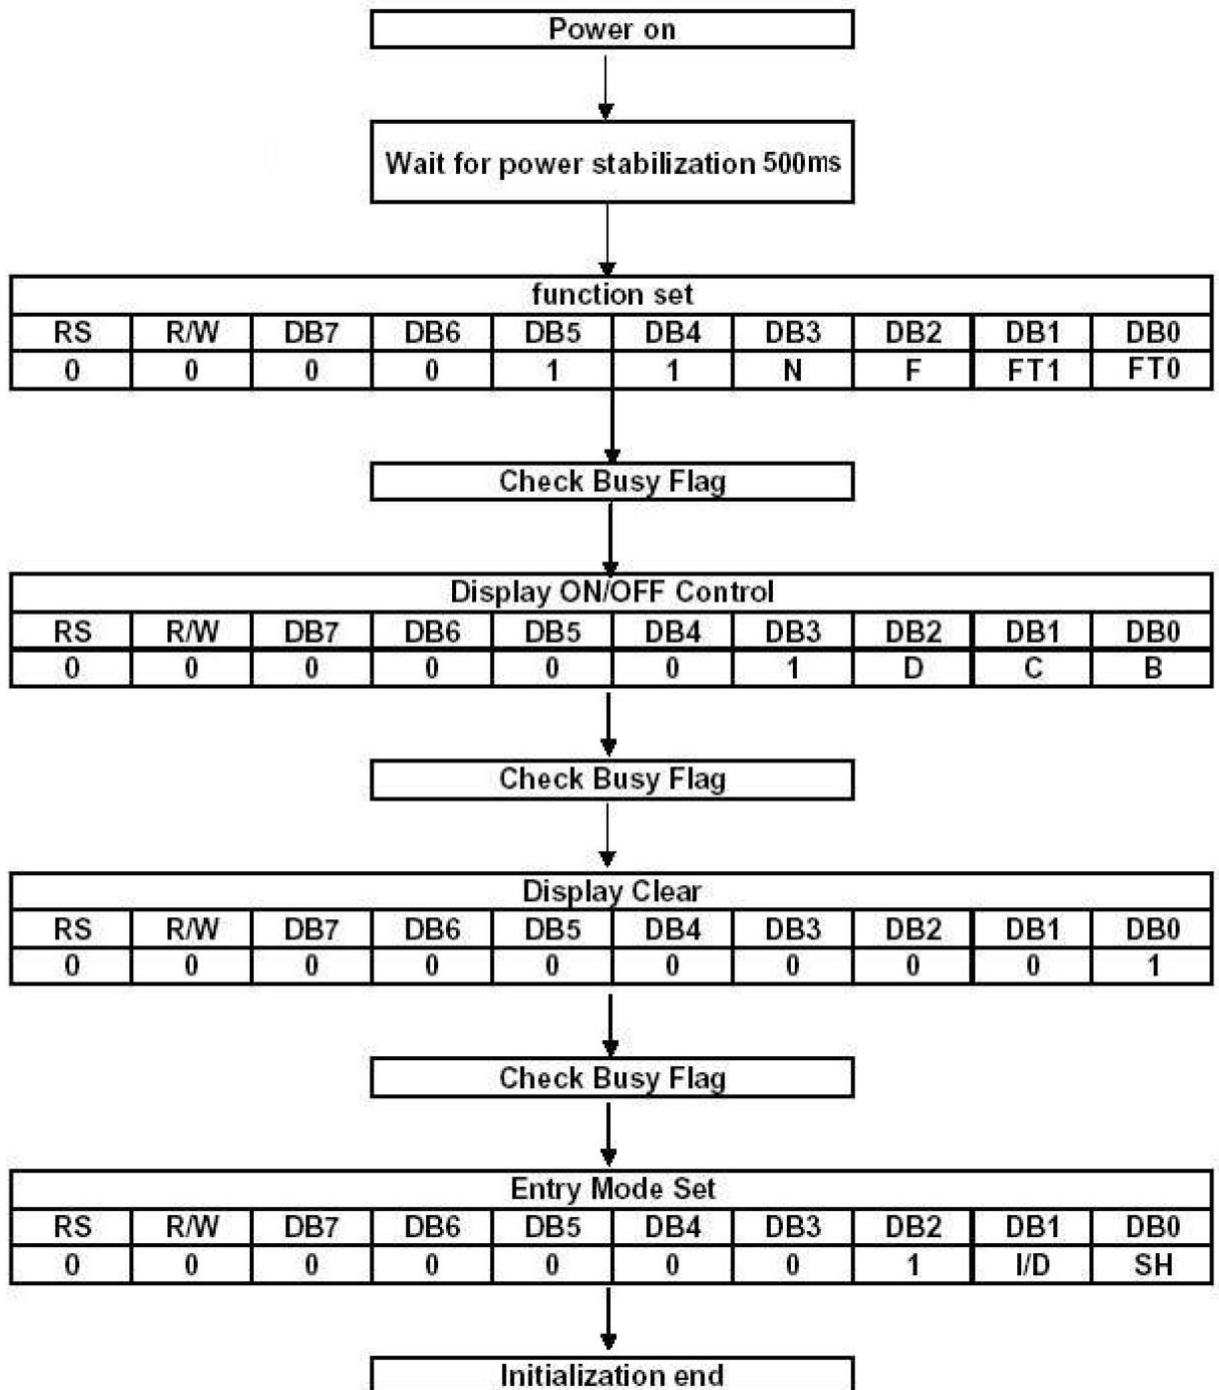 Power on
Wait for power stabilization 500ms
function set
RS R/W DB7 DB6 DB5 DB4 DB3 DB2 DB1 DB0
0 0 0 0 1 1 N F FT1 FT0
Check Busy Flag
Display ON/OFF Control
RS R/W DB7 DB6 DB5 DB4 DB3 DB2 DB1 DB0
0 0 0 0 0 0 1 D C B
Check Busy Flag
Display Clear
RS R/W DB7 DB6 DB5 DB4 DB3 DB2 DB1 DB0
0 0 0 0 0 0 0 0 0 1
Check Busy Flag
Entry Mode Set
RS R/W DB7 DB6 DB5 DB4 DB3 DB2 DB1 DB0
0 0 0 0 0 0 0 1 I/D SH
Initialization end